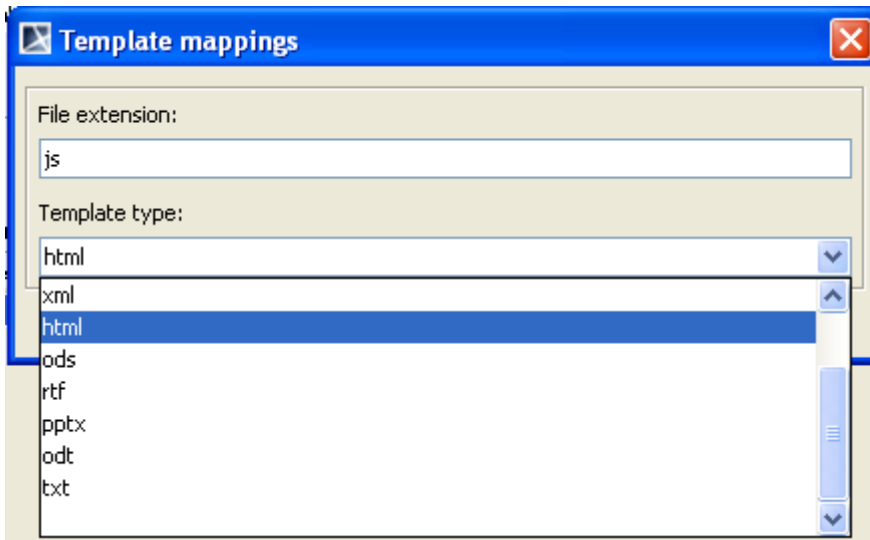 Template mappings
File extension:
js
Template type:
html
xml
html
ods
rtf
pptx
odt
txt